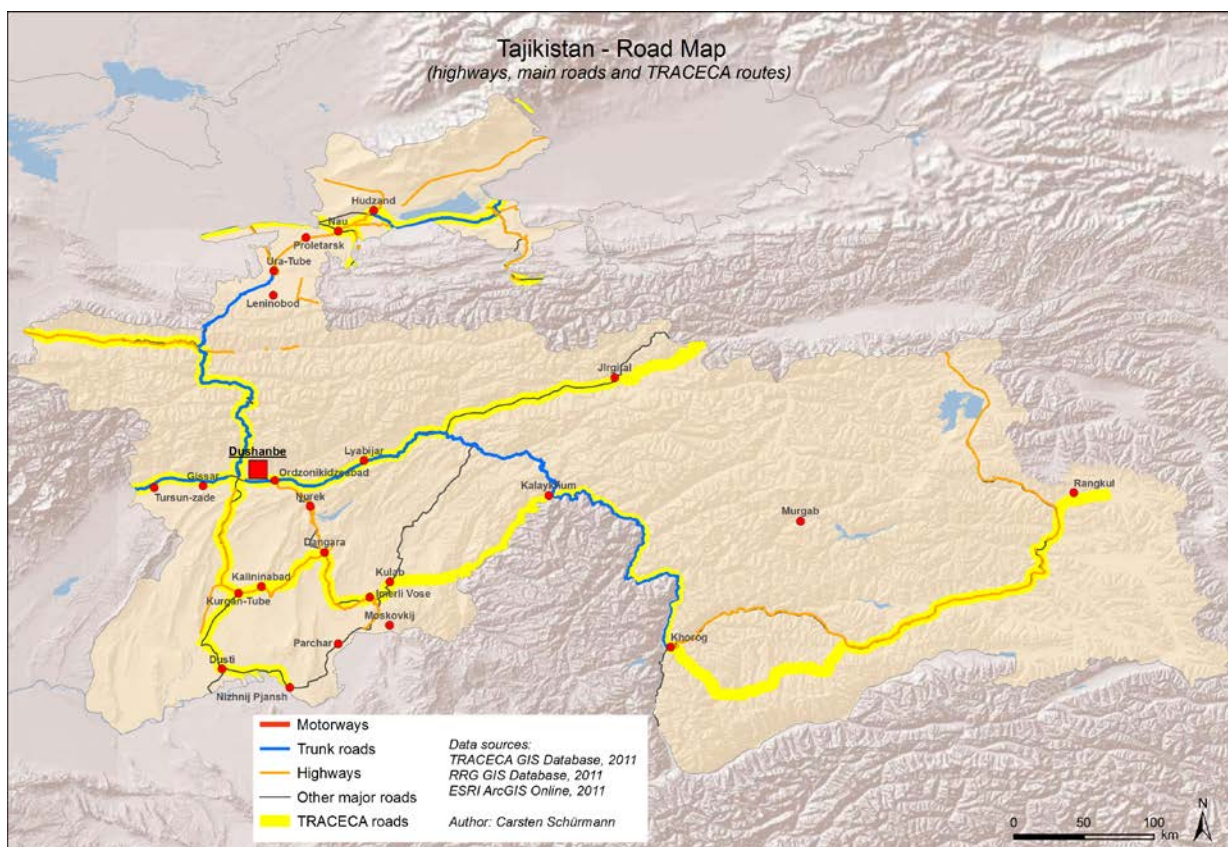 Tajikistan - Road Map
(highways, main roads and TRACECA routes)
Hudzand
Nau
Proletarsk
Ura-Tube
Leninobod
Jirgital
Dushanbe
Lyabijar
Gissar
Ordzonikidzeabad
Tursun-zade
Kalaykhum
Rangkul
Nurek
Murgab
Dangara
Kulab
Kalininabad
Kurgan-Tube
Imerli Vose
Moskovkij
Parchar
Khorog
Dusti
Nizhnij Pjansh
Motorways
Trunk roads
Highways
Other major roads
TRACECA roads
Data sources:
TRACECA GIS Database, 2011
RRG GIS Database, 2011
ESRI ArcGIS Online, 2011
Author: Carsten Schürmann
N
0 50 100
km